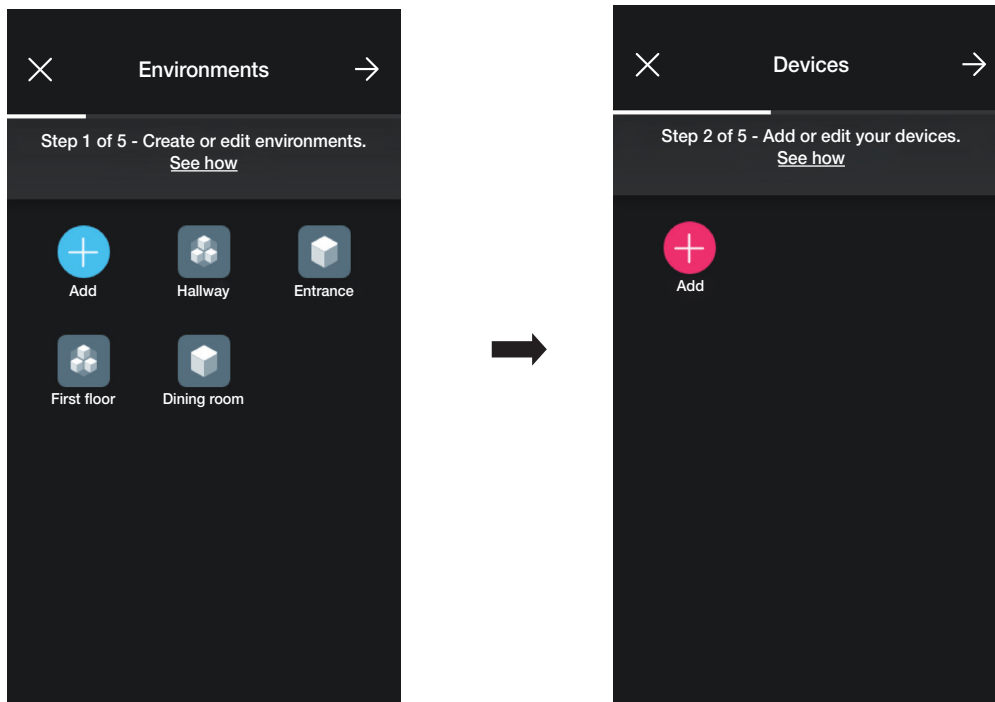 Environments
Step 1 of 5 - Create or edit environments.
See how
Add
Hallway
Entrance
First floor
Dining room
Devices
Step 2 of 5 - Add or edit your devices.
See how
Add